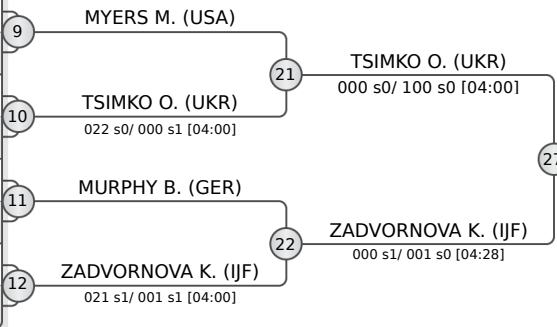 MYERS M. (USA)
9
TSIMKO O. (UKR)
21
000 s0/ 100 s0 [04:00]
TSIMKO O. (UKR)
10
022 s0/ 000 s1 [04:00]
27
MURPHY B. (GER)
11
ZADVORNOVA K. (IJF)
22
000 s1/ 001 s0 [04:28]
ZADVORNOVA K. (IJF)
12
021 s1/ 001 s1 [04:00]